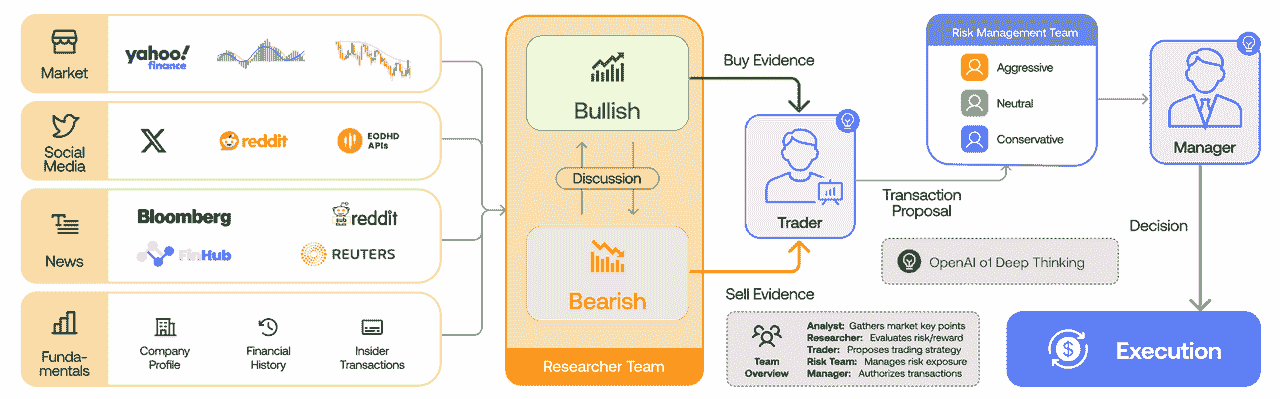 Market
yahoo!
finance
Social
Media
X
reddit
EODHD
APIs
News
Bloomberg
reddit
FinHub
REUTERS
Funda-
mentals
Company
Profile
Financial
History
Insider
Transactions
Bullish
Discussion
Bearish
Researcher Team
Buy Evidence
Sell Evidence
Trader
Transaction
Proposal
Risk Management Team
Aggressive
Neutral
Conservative
Manager
Decision
OpenAI o1 Deep Thinking
Team
Overview
Analyst: Gathers market key points
Researcher: Evaluates risk/reward
Trader: Proposes trading strategy
Risk Team: Manages risk exposure
Manager: Authorizes transactions
$ Execution